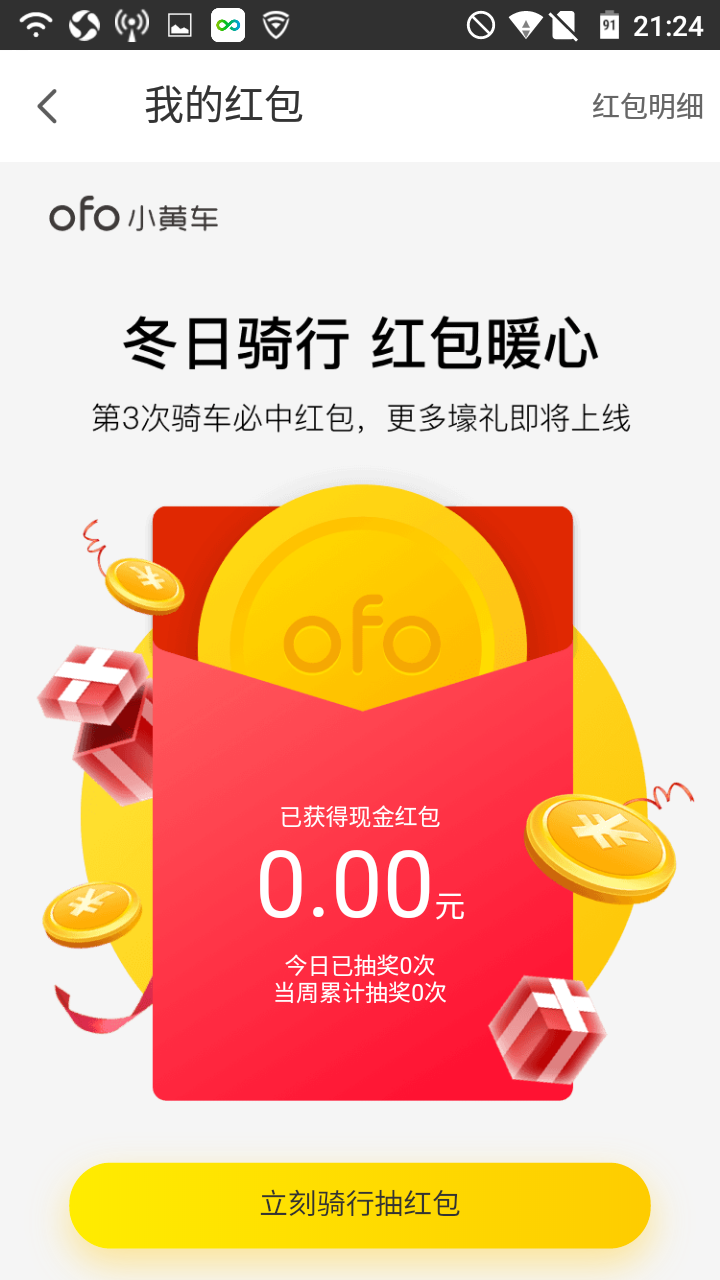 91 21:24
我的红包
红包明细
ofo小黄车
冬日骑行 红包暖心
第3次骑车必中红包，更多壕礼即将上线
ofo
已获得现金红包
0.00元
今日已抽奖0次
当周累计抽奖0次
立刻骑行抽红包